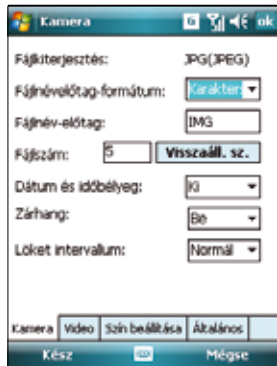 Kamera G ok
Fájlkiterjesztés: JPG(JPEG)
Fájlnévelőtag-formátum: Karakter
Fájlnév-előtag: IMG
Fájlszám: 5 Visszaáll. sz.
Dátum és időbélyeg: Ki
Zárhang: Be
Löket intervallum: Normál
Kamera Video Szín beállítása Általános
Kész Mégse